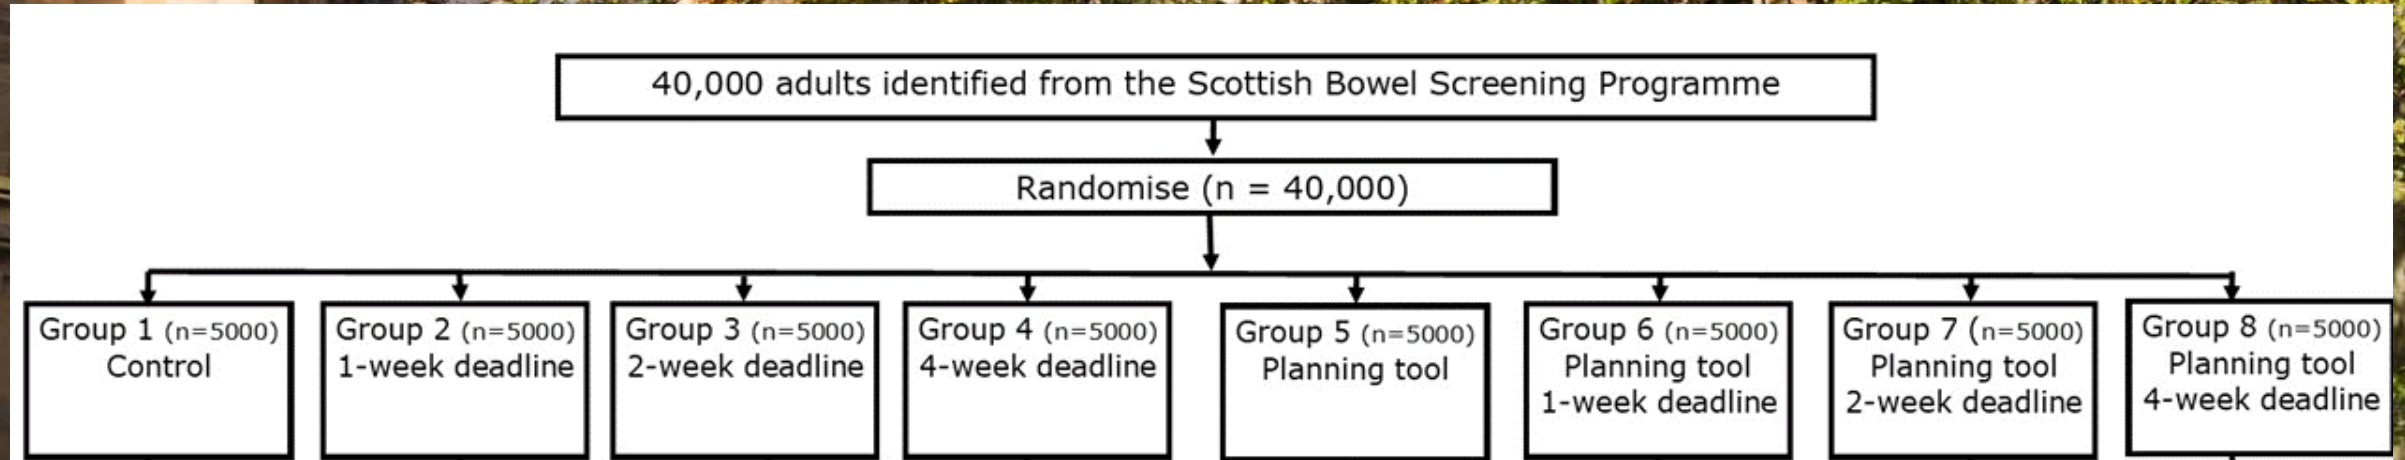 40,000 adults identified from the Scottish Bowel Screening Programme
Randomise (n = 40,000)
Group 1 (n=5000)
Control
Group 2 (n=5000)
1-week deadline
Group 3 (n=5000)
2-week deadline
Group 4 (n=5000)
4-week deadline
Group 5 (n=5000)
Planning tool
Group 6 (n=5000)
Planning tool
1-week deadline
Group 7 (n=5000)
Planning tool
2-week deadline
Group 8 (n=5000)
Planning tool
4-week deadline